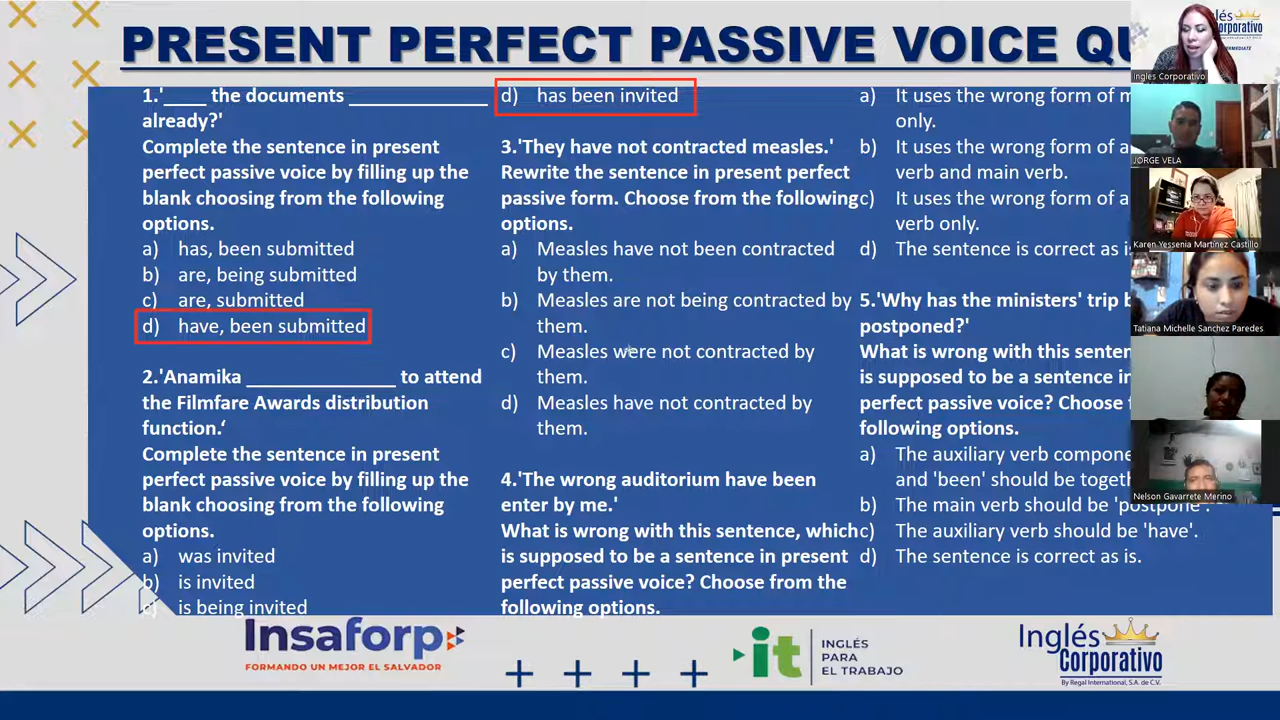 PRESENT PERFECT PASSIVE VOICE QU
1.'____ the documents _____________
already?'
Complete the sentence in present
perfect passive voice by filling up the
blank choosing from the following
options.
a) has, been submitted
b) are, being submitted
c) are, submitted
d) have, been submitted
2.'Anamika ______________ to attend
the Filmfare Awards distribution
function.‘
Complete the sentence in present
perfect passive voice by filling up the
blank choosing from the following
options.
a) was invited
b) is invited
c) is being invited
d) has been invited
3.'They have not contracted measles.'
Rewrite the sentence in present perfect
passive form. Choose from the following
options.
a) Measles have not been contracted
by them.
b) Measles are not being contracted by
them.
c) Measles were not contracted by
them.
d) Measles have not contracted by
them.
4.'The wrong auditorium have been
enter by me.'
What is wrong with this sentence, which
is supposed to be a sentence in present
perfect passive voice? Choose from the
following options.
a) It uses the wrong form of m
only.
b) It uses the wrong form of a
verb and main verb.
c) It uses the wrong form of a
verb only.
d) The sentence is correct as is
5.'Why has the ministers' trip b
postponed?'
What is wrong with this senten
is supposed to be a sentence in
perfect passive voice? Choose f
following options.
a) The auxiliary verb compone
and 'been' should be togeth
b) The main verb should be 'postpone'.
c) The auxiliary verb should be 'have'.
d) The sentence is correct as is.
Inglés Corporativo
JORGE VELA
Karen Yessenia Martínez Castillo
Tatiana Michelle Sanchez Paredes
Nelson Gavarrete Merino
Insaforp
FORMANDO UN MEJOR EL SALVADOR
it
INGLÉS
PARA
EL TRABAJO
Inglés
Corporativo
By Regal International, S.A. de C.V.